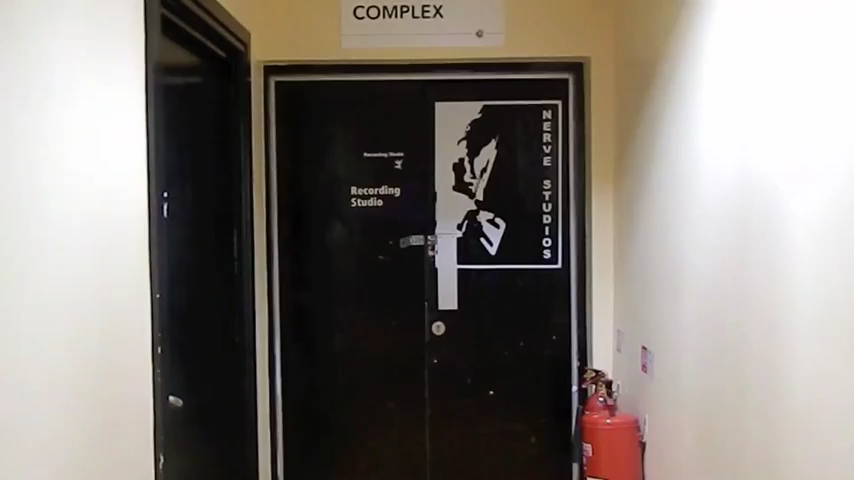 COMPLEX
Recording Studio
Recording
Studio
NERVE STUDIOS